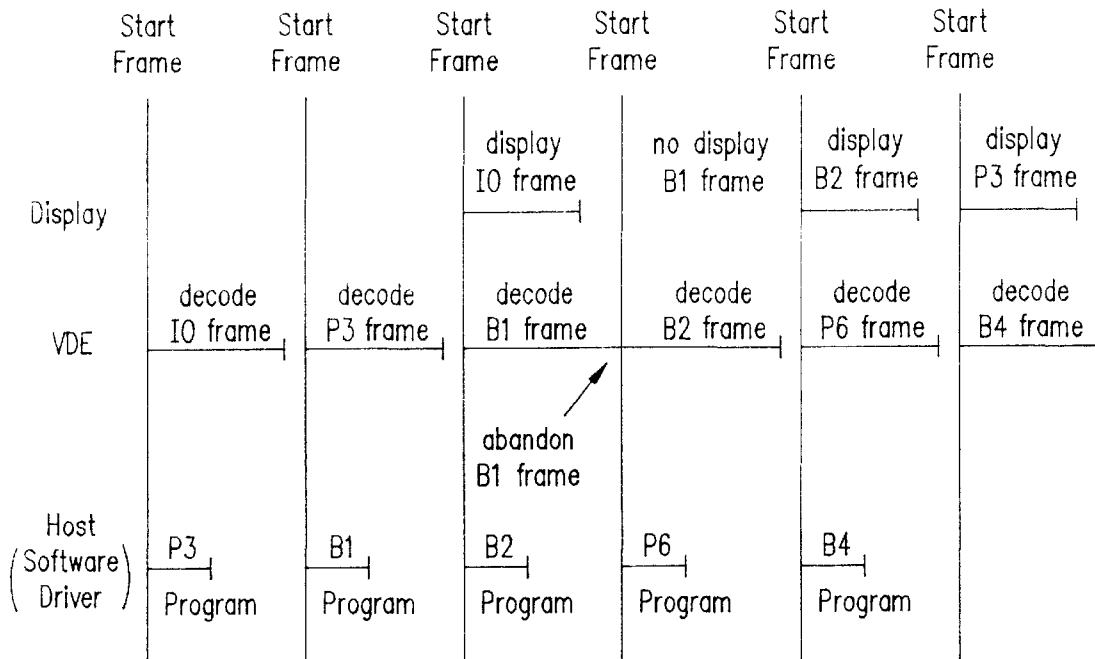 Start Start Start Start Start Start
Frame Frame Frame Frame Frame Frame
display no display display display
IO frame B1 frame B2 frame P3 frame
Display
decode decode decode decode decode decode
IO frame P3 frame B1 frame B2 frame P6 frame B4 frame
VDE
abandon
B1 frame
Host
(Software
Driver)
P3 B1 B2 P6 B4
Program Program Program Program Program